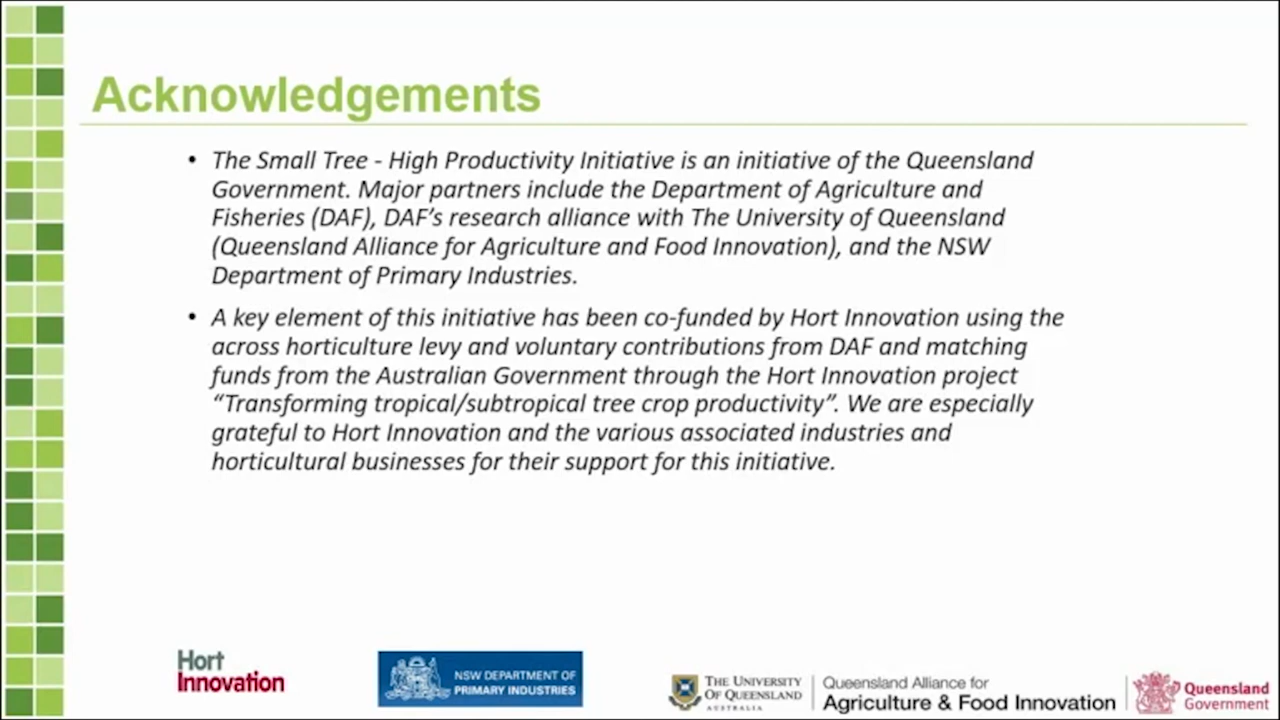 Acknowledgements
• The Small Tree - High Productivity Initiative is an initiative of the Queensland
Government. Major partners include the Department of Agriculture and
Fisheries (DAF), DAF’s research alliance with The University of Queensland
(Queensland Alliance for Agriculture and Food Innovation), and the NSW
Department of Primary Industries.
• A key element of this initiative has been co-funded by Hort Innovation using the
across horticulture levy and voluntary contributions from DAF and matching
funds from the Australian Government through the Hort Innovation project
“Transforming tropical/subtropical tree crop productivity”. We are especially
grateful to Hort Innovation and the various associated industries and
horticultural businesses for their support for this initiative.
Hort
Innovation
NSW DEPARTMENT OF
PRIMARY INDUSTRIES
THE UNIVERSITY
OF QUEENSLAND
AUSTRALIA
Queensland Alliance for
Agriculture & Food Innovation
Queensland
Government